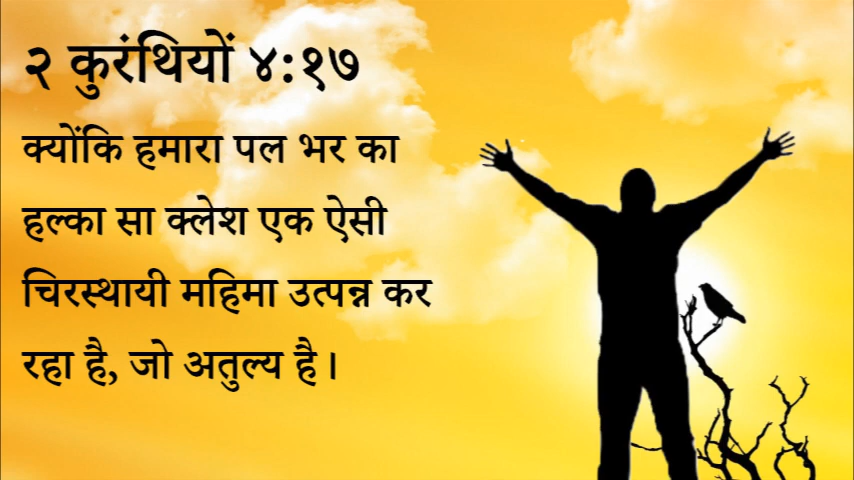 २ कुरंथियों ४:१७
क्योंकि हमारा पल भर का
हल्का सा क्लेश एक ऐसी
चिरस्थायी महिमा उत्पन्न कर
रहा है, जो अतुल्य है।